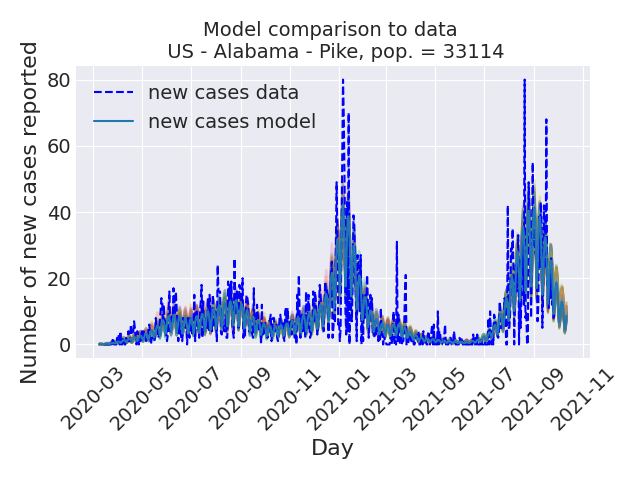 Model comparison to data
US - Alabama - Pike, pop. = 33114
Number of new cases reported
80
60
40
20
0
new cases data
new cases model
2020-03
2020-05
2020-07
2020-09
2020-11
2021-01
2021-03
2021-05
2021-07
2021-09
2021-11
Day